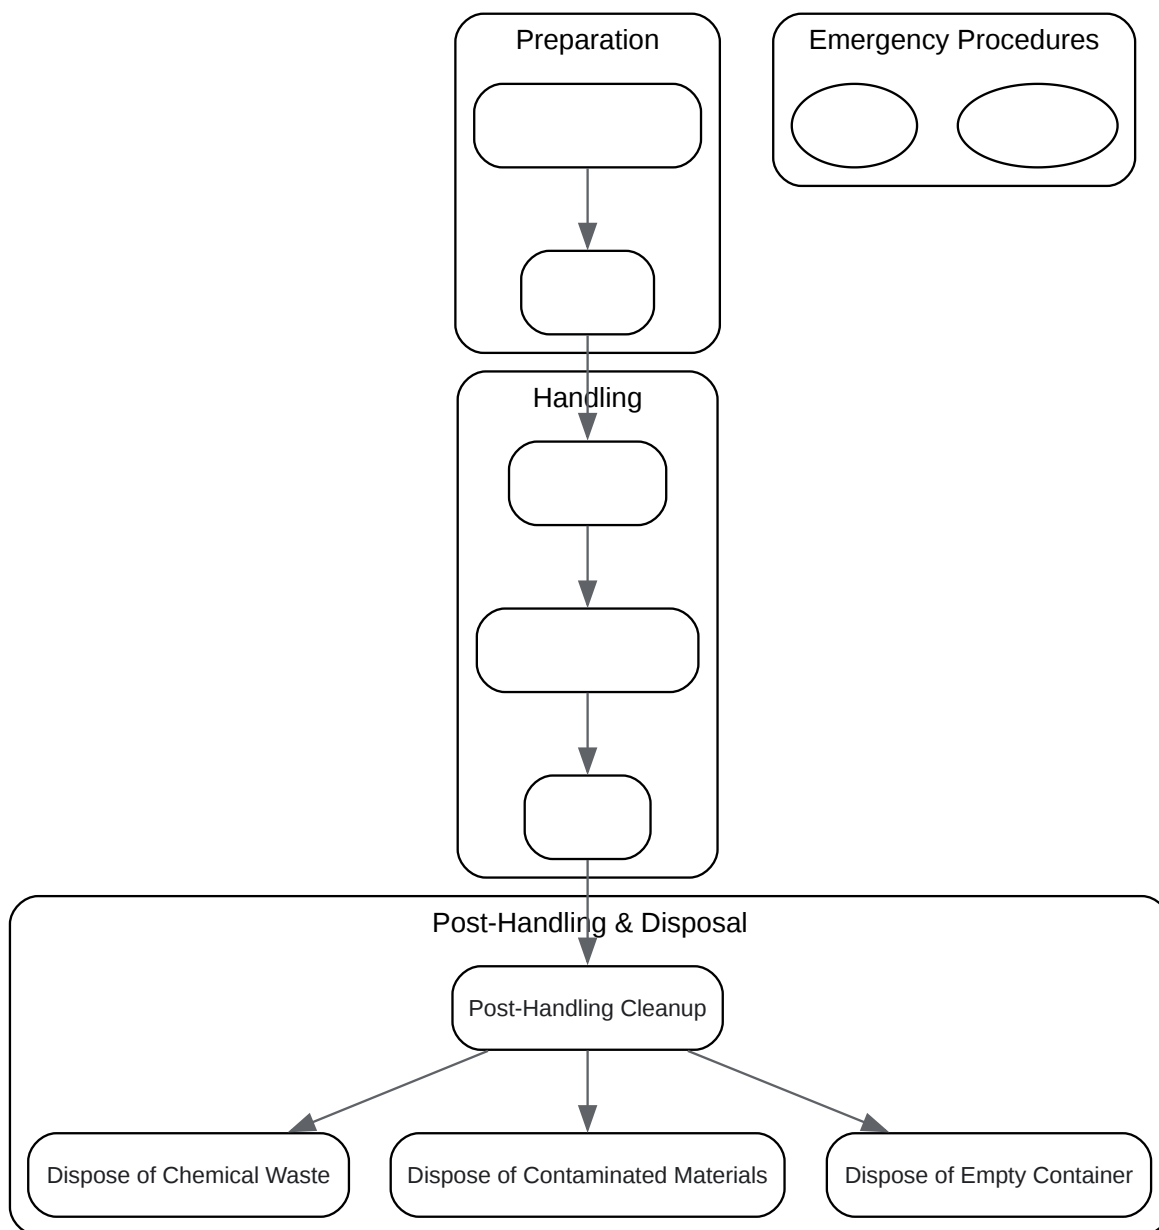 Preparation
Emergency Procedures
Handling
Post-Handling & Disposal
Post-Handling Cleanup
Dispose of Chemical Waste
Dispose of Contaminated Materials
Dispose of Empty Container